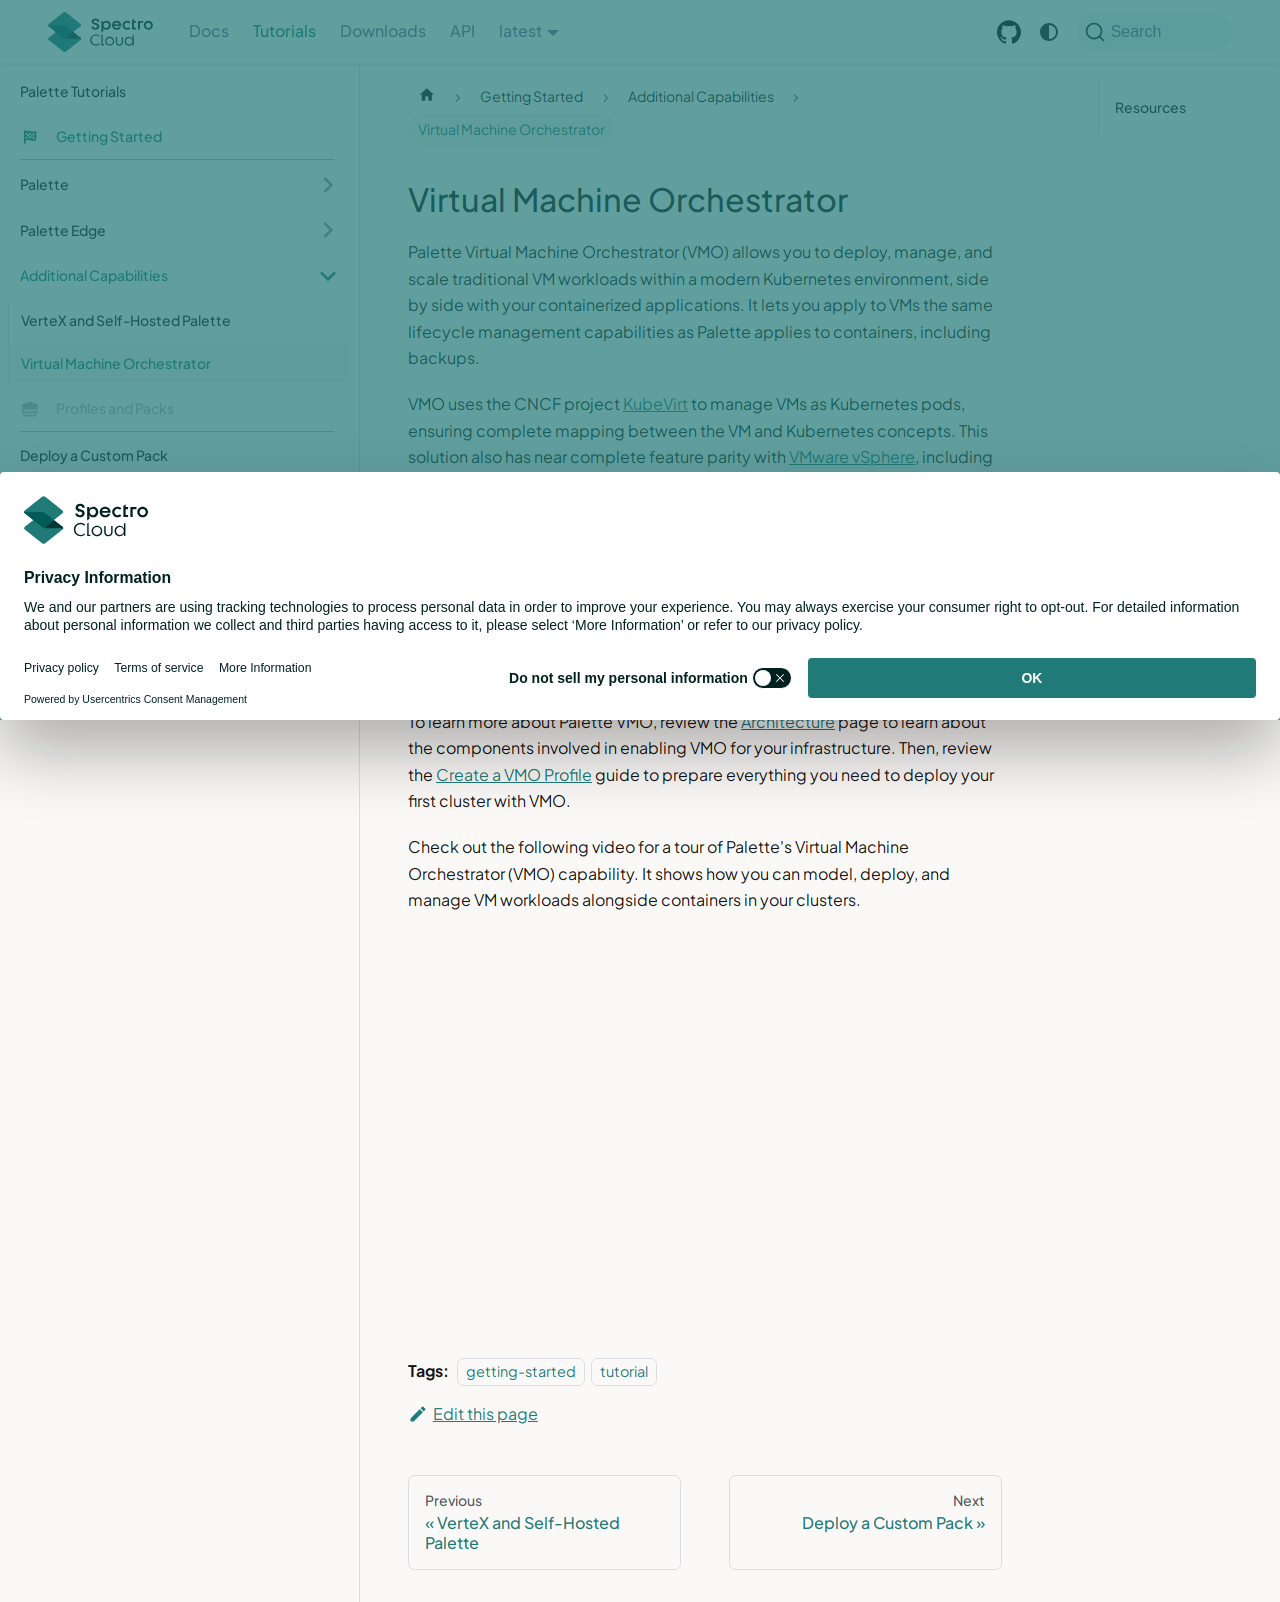 Spectro Cloud
Docs
Tutorials
Downloads
API
latest
Search
Palette Tutorials
Getting Started
Palette
Palette Edge
Additional Capabilities
VerteX and Self-Hosted Palette
Virtual Machine Orchestrator
Profiles and Packs
Deploy a Custom Pack
Getting Started
Additional Capabilities
Virtual Machine Orchestrator
Resources
Virtual Machine Orchestrator
Palette Virtual Machine Orchestrator (VMO) allows you to deploy, manage, and
scale traditional VM workloads within a modern Kubernetes environment, side
by side with your containerized applications. It lets you apply to VMs the same
lifecycle management capabilities as Palette applies to containers, including
backups.
VMO uses the CNCF project KubeVirt to manage VMs as Kubernetes pods,
ensuring complete mapping between the VM and Kubernetes concepts. This
solution also has near complete feature parity with VMware vSphere, including
Spectro Cloud
Privacy Information
We and our partners are using tracking technologies to process personal data in order to improve your experience. You may always exercise your consumer right to opt-out. For detailed information
about personal information we collect and third parties having access to it, please select ‘More Information’ or refer to our privacy policy.
Privacy policy
Terms of service
More Information
Do not sell my personal information
OK
Powered by Usercentrics Consent Management
To learn more about Palette VMO, review the Architecture page to learn about
the components involved in enabling VMO for your infrastructure. Then, review
the Create a VMO Profile guide to prepare everything you need to deploy your
first cluster with VMO.
Check out the following video for a tour of Palette's Virtual Machine
Orchestrator (VMO) capability. It shows how you can model, deploy, and
manage VM workloads alongside containers in your clusters.
Tags: getting-started tutorial
Edit this page
Previous
« VerteX and Self-Hosted
Palette
Next
Deploy a Custom Pack »